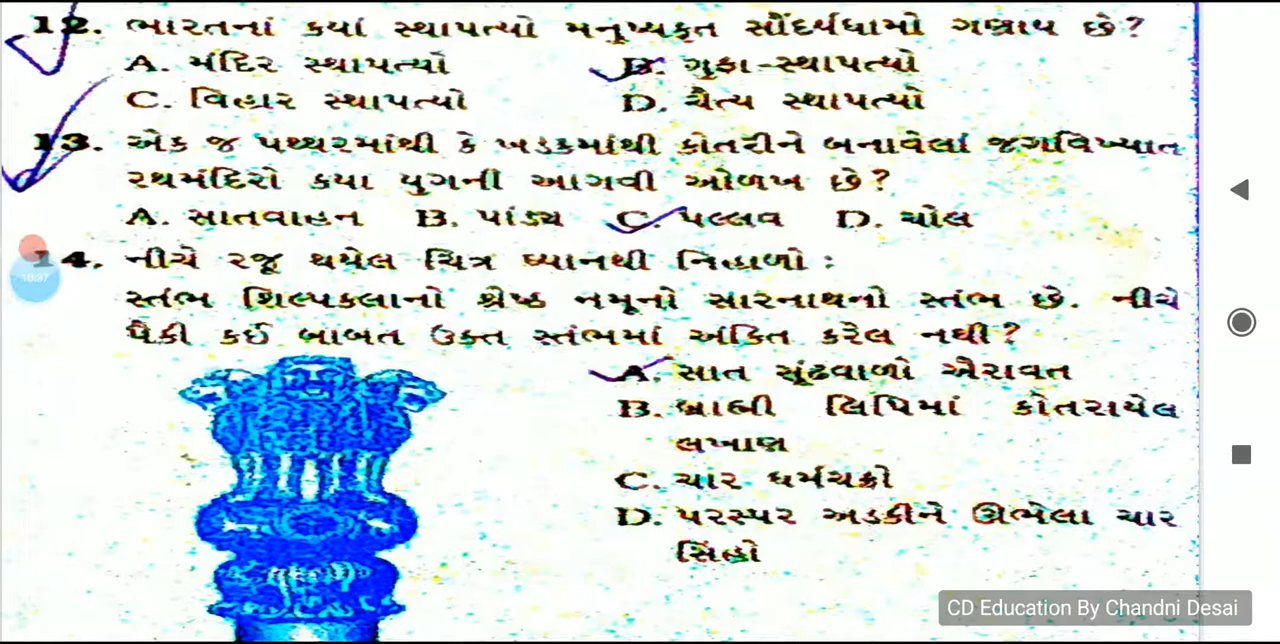 12. ભારતનાં કયાં સ્થાપત્યો મનુષ્યકૃત સૌંદર્યધામો ગણાય છે?
A. મંદિર સ્થાપત્યો B. ગુફા-સ્થાપત્યો
C. વિહાર સ્થાપત્યો D. ચૈત્ય સ્થાપત્યો
13. એક જ પથ્થરમાંથી કે ખડકમાંથી કોતરીને બનાવેલાં જગવિખ્યાત
રથમંદિરો કયા યુગની આગવી ઓળખ છે?
A. સાતવાહન B. પાંડ્ય C. પલ્લવ D. ચોલ
14. નીચે રજૂ થયેલ ચિત્ર ધ્યાનથી નિહાળો :
સ્તંભ શિલ્પકલાનો શ્રેષ્ઠ નમૂનો સારનાથનો સ્તંભ છે. નીચે
પૈકી કઈ બાબત ઉક્ત સ્તંભમાં અંકિત કરેલ નથી?
A. સાત સૂંઢવાળો ઐરાવત
B. બ્રાહ્મી લિપિમાં કોતરાયેલ
લખાણ
C. ચાર ધર્મચક્રો
D. પરસ્પર અડકીને ઊભેલા ચાર
સિંહો
CD Education By Chandni Desai